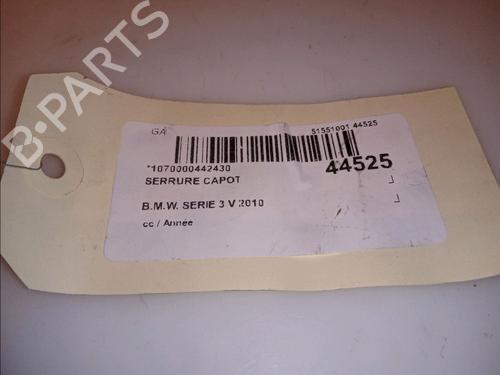 B-PARTS
GA
51551001 44525
*1070000442430
44525
SERRURE CAPOT
B.M.W. SERIE 3 V 2010
cc / Année